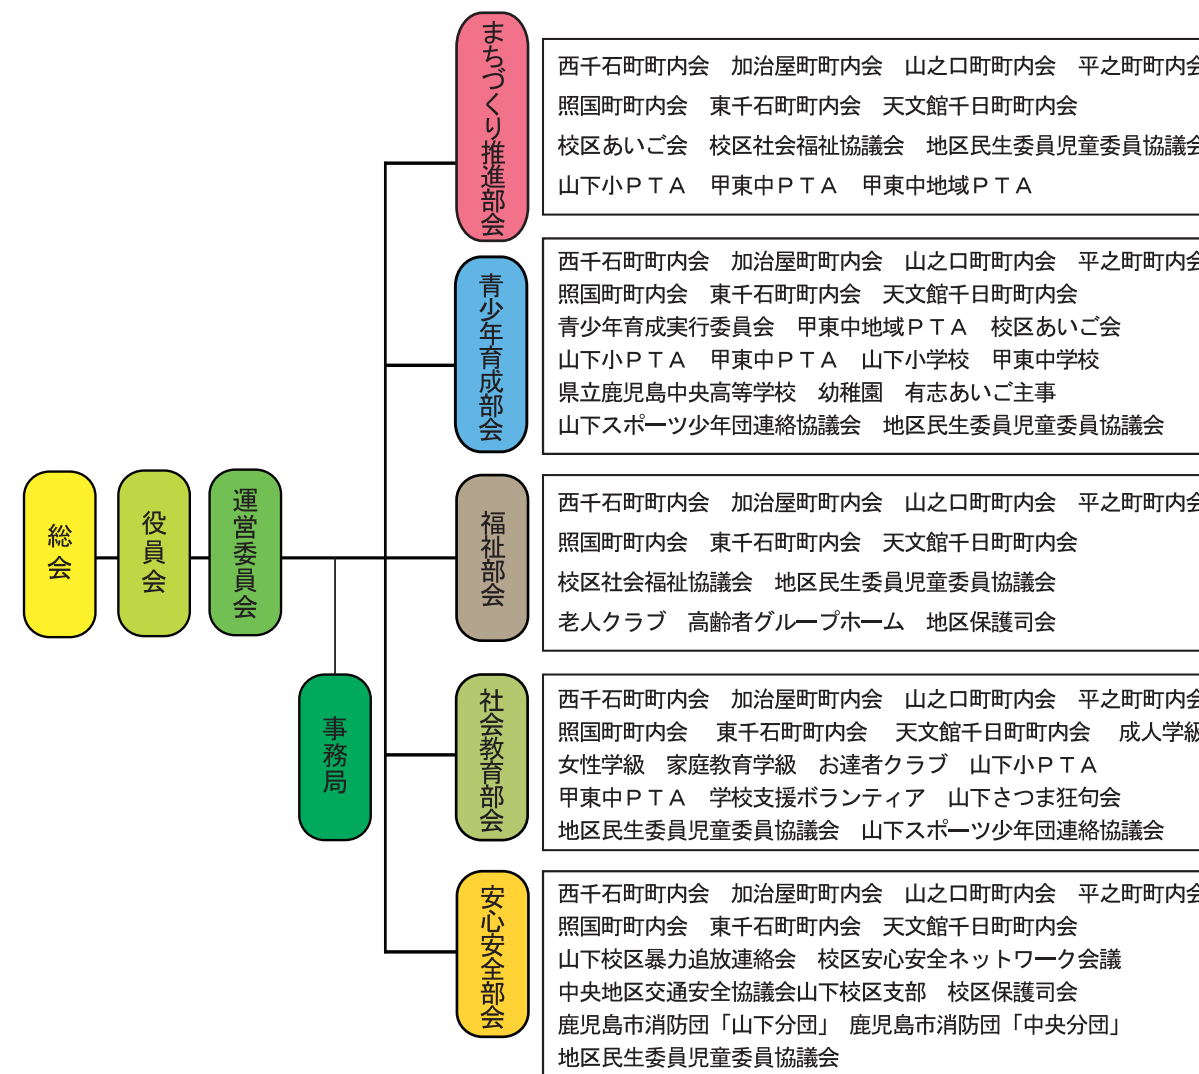 総会
役員会
運営委員会
事務局
まちづくり推進部会
西千石町町内会　加治屋町町内会　山之口町町内会　平之町町内会
照国町町内会　東千石町町内会　天文館千日町町内会
校区あいご会　校区社会福祉協議会　地区民生委員児童委員協議会
山下小ＰＴＡ　甲東中ＰＴＡ　甲東中地域ＰＴＡ
青少年育成部会
西千石町町内会　加治屋町町内会　山之口町町内会　平之町町内会
照国町町内会　東千石町町内会　天文館千日町町内会
青少年育成実行委員会　甲東中地域ＰＴＡ　校区あいご会
山下小ＰＴＡ　甲東中ＰＴＡ　山下小学校　甲東中学校
県立鹿児島中央高等学校　幼稚園　有志あいご主事
山下スポーツ少年団連絡協議会　地区民生委員児童委員協議会
福祉部会
西千石町町内会　加治屋町町内会　山之口町町内会　平之町町内会
照国町町内会　東千石町町内会　天文館千日町町内会
校区社会福祉協議会　地区民生委員児童委員協議会
老人クラブ　高齢者グループホーム　地区保護司会
社会教育部会
西千石町町内会　加治屋町町内会　山之口町町内会　平之町町内会
照国町町内会　東千石町町内会　天文館千日町町内会　成人学級
女性学級　家庭教育学級　お達者クラブ　山下小ＰＴＡ
甲東中ＰＴＡ　学校支援ボランティア　山下さつま狂句会
地区民生委員児童委員協議会　山下スポーツ少年団連絡協議会
安心安全部会
西千石町町内会　加治屋町町内会　山之口町町内会　平之町町内会
照国町町内会　東千石町町内会　天文館千日町町内会
山下校区暴力追放連絡会　校区安心安全ネットワーク会議
中央地区交通安全協議会山下校区支部　校区保護司会
鹿児島市消防団「山下分団」　鹿児島市消防団「中央分団」
地区民生委員児童委員協議会